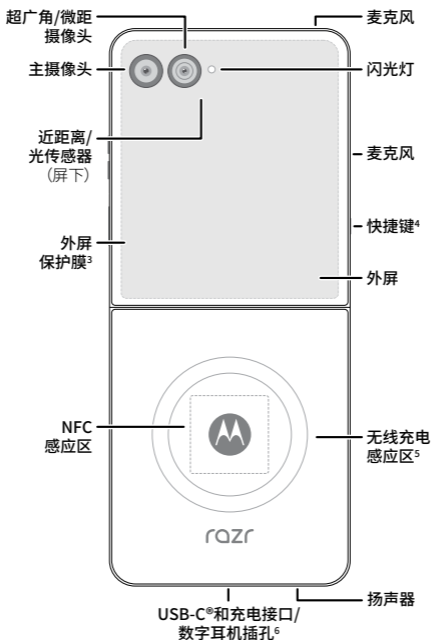 超广角/微距
摄像头
麦克风
主摄像头
闪光灯
近距离/
光传感器
（屏下）
麦克风
快捷键⁴
外屏
保护膜³
外屏
NFC
感应区
无线充电
感应区⁵
razr
扬声器
USB-C®和充电接口/
数字耳机插孔⁶